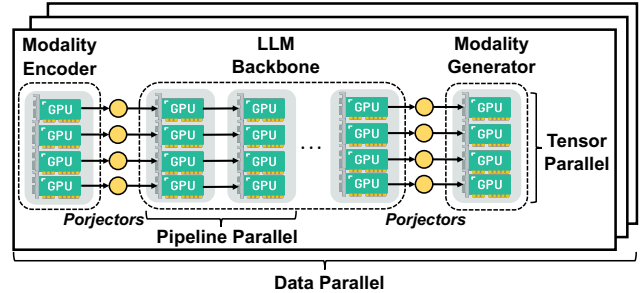 Modality
Encoder
LLM
Backbone
Modality
Generator
GPU GPU GPU GPU GPU
GPU GPU GPU GPU GPU
GPU GPU GPU ... GPU GPU
GPU GPU GPU GPU GPU
Tensor
Parallel
Porjectors
Porjectors
Pipeline Parallel
Data Parallel